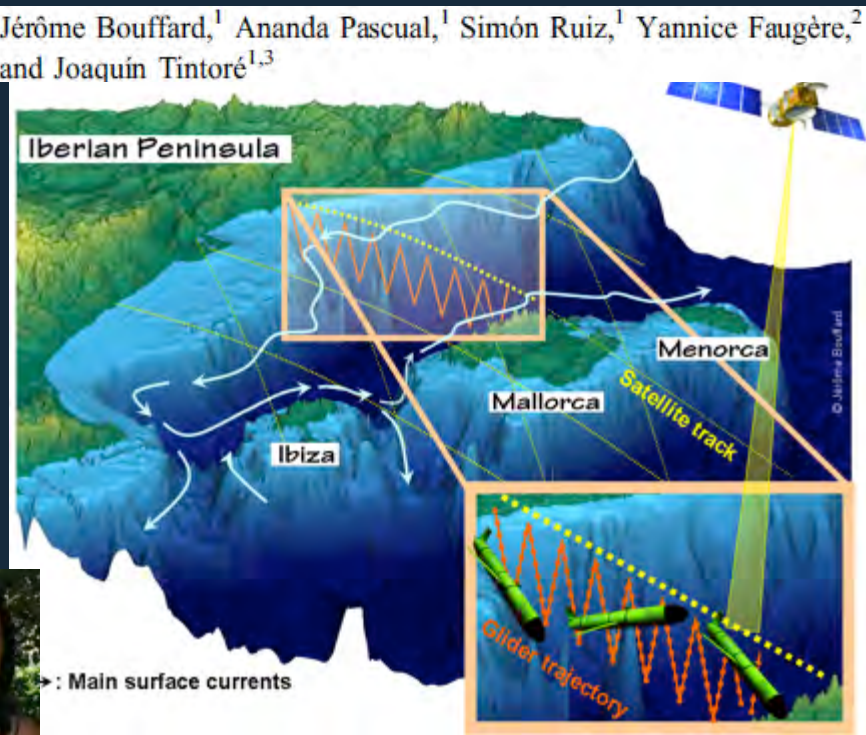 Jérôme Bouffard,¹ Ananda Pascual,¹ Simón Ruiz,¹ Yannice Faugère,²
and Joaquín Tintoré¹,³
Iberian Peninsula
Menorca
Mallorca
Ibiza
Satellite track
© Jérôme Bouffard
Glider trajectory
: Main surface currents